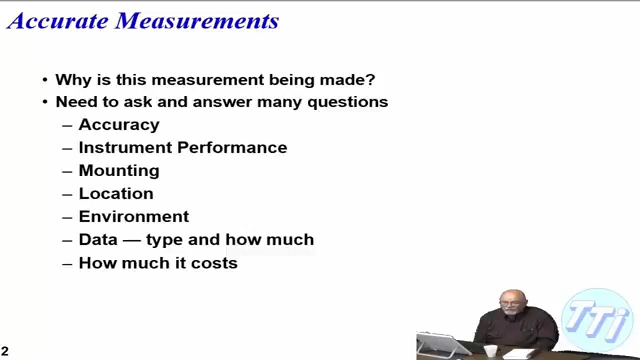 Accurate Measurements
• Why is this measurement being made?
• Need to ask and answer many questions
– Accuracy
– Instrument Performance
– Mounting
– Location
– Environment
– Data — type and how much
– How much it costs
TTi
2